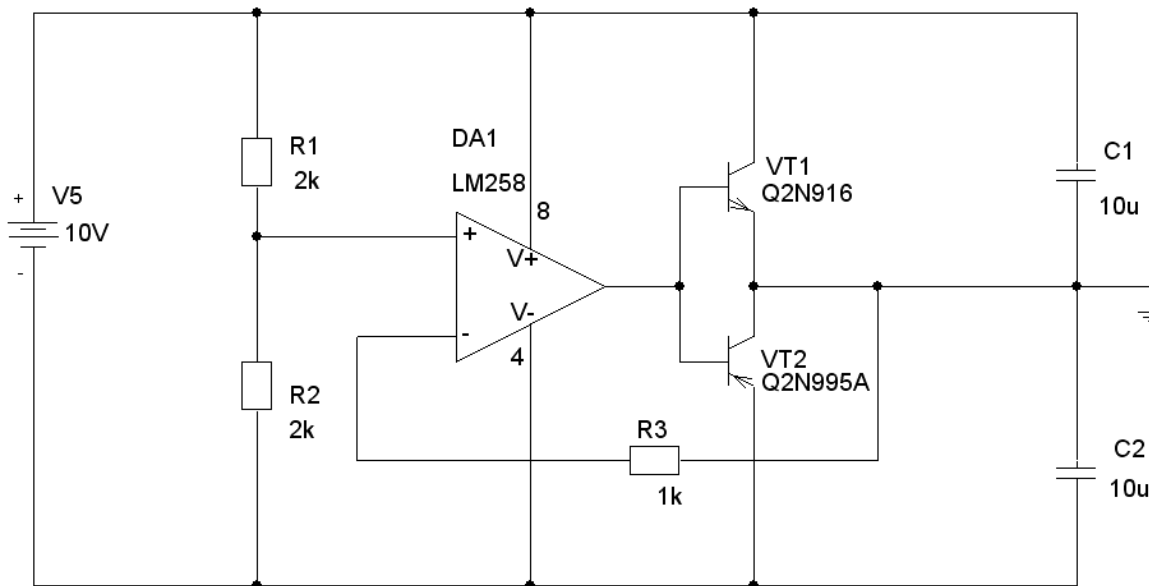 R1
2k
DA1
LM258
8
VT1
Q2N916
C1
10u
+
V5
10V
-
+
V+
V-
-
4
R2
2k
VT2
Q2N995A
R3
1k
C2
10u